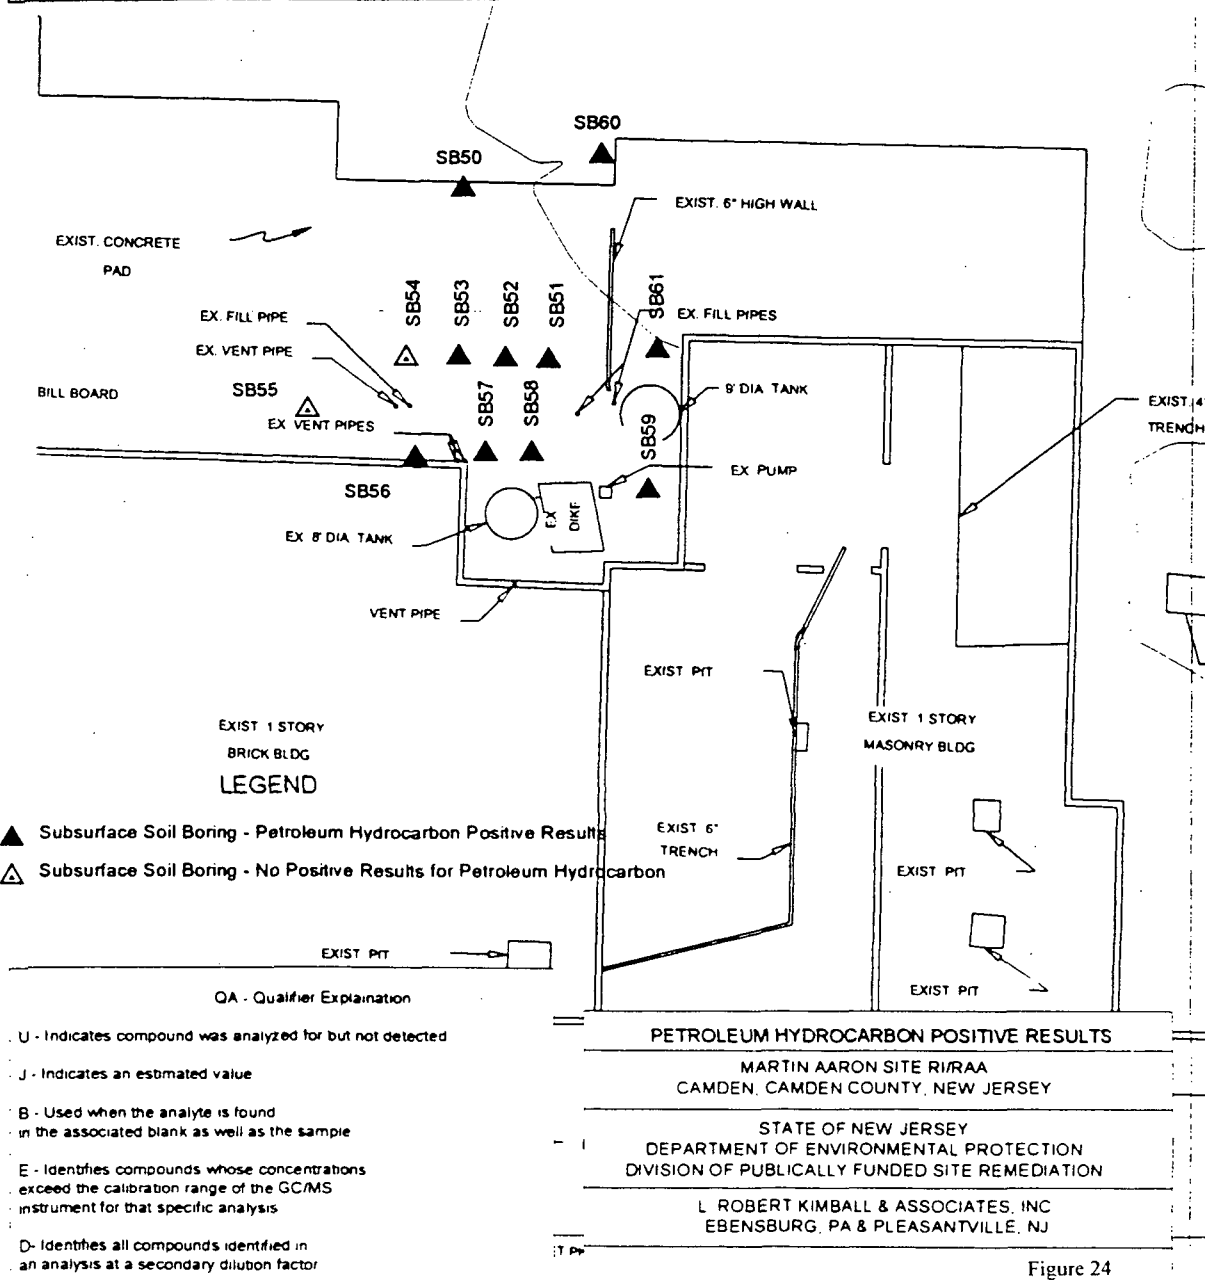 SB60
SB50
EXIST. 6" HIGH WALL
EXIST. CONCRETE
PAD
SB54
SB53
SB52
SB51
SB61
EX. FILL PIPE
EX. FILL PIPES
EX. VENT PIPE
BILL BOARD
SB55
9' DIA TANK
EXIST. 4"
TRENCH
EX VENT PIPES
SB57
SB58
SB59
SB56
EX PUMP
EX 8' DIA TANK
EX
DIKE
VENT PIPE
EXIST PIT
EXIST 1 STORY
BRICK BLDG
EXIST 1 STORY
MASONRY BLDG
LEGEND
Subsurface Soil Boring - Petroleum Hydrocarbon Positive Results
Subsurface Soil Boring - No Positive Results for Petroleum Hydrocarbon
EXIST 6"
TRENCH
EXIST PIT
EXIST PIT
EXIST PIT
QA - Qualifier Explaination
U - Indicates compound was analyzed for but not detected
J - Indicates an estimated value
B - Used when the analyte is found
in the associated blank as well as the sample
E - Identifies compounds whose concentrations
exceed the calibration range of the GC/MS
instrument for that specific analysis
D- Identifies all compounds identified in
an analysis at a secondary dilution factor
PETROLEUM HYDROCARBON POSITIVE RESULTS
MARTIN AARON SITE RI/RAA
CAMDEN, CAMDEN COUNTY, NEW JERSEY
STATE OF NEW JERSEY
DEPARTMENT OF ENVIRONMENTAL PROTECTION
DIVISION OF PUBLICALLY FUNDED SITE REMEDIATION
L ROBERT KIMBALL & ASSOCIATES, INC
EBENSBURG, PA & PLEASANTVILLE, NJ
Figure 24